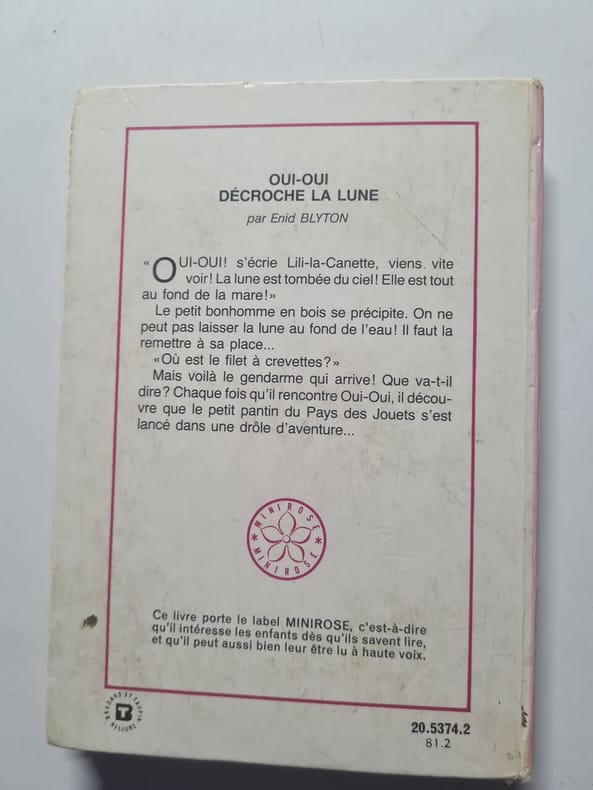 OUI-OUI
DÉCROCHE LA LUNE
par Enid BLYTON
« OUI-OUI! s'écrie Lili-la-Canette, viens vite
voir! La lune est tombée du ciel! Elle est tout
au fond de la mare!»
Le petit bonhomme en bois se précipite. On ne
peut pas laisser la lune au fond de l'eau! Il faut la
remettre à sa place...
«Où est le filet à crevettes?»
Mais voilà le gendarme qui arrive! Que va-t-il
dire? Chaque fois qu'il rencontre Oui-Oui, il décou-
vre que le petit pantin du Pays des Jouets s'est
lancé dans une drôle d'aventure...
MINIROSE
MINIROSE
Ce livre porte le label MINIROSE, c'est-à-dire
qu'il intéresse les enfants dès qu'ils savent lire,
et qu'il peut aussi bien leur être lu à haute voix.
BRODARD ET TAUPIN
RELIURE
20.5374.2
81.2